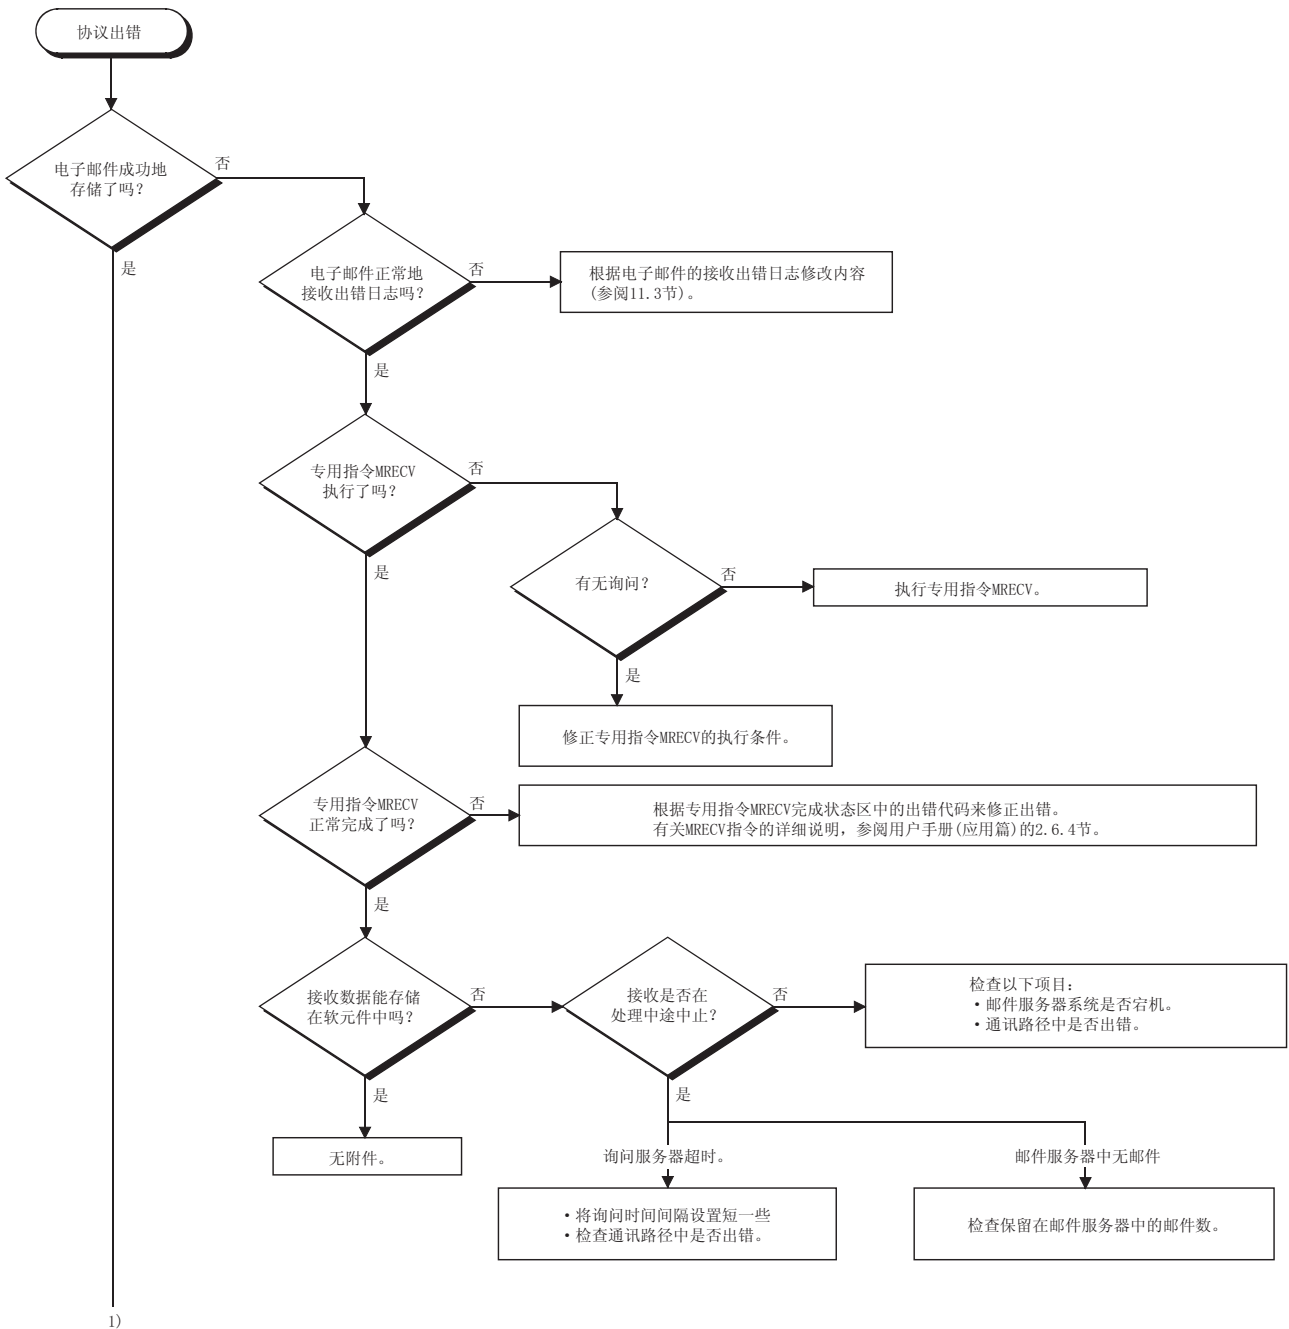 协议出错
电子邮件成功地
存储了吗?
否
是
电子邮件正常地
接收出错日志吗?
否
根据电子邮件的接收出错日志修改内容
(参阅11.3节)。
是
专用指令MRECV
执行了吗?
否
是
有无询问?
否
执行专用指令MRECV。
是
修正专用指令MRECV的执行条件。
专用指令MRECV
正常完成了吗?
否
根据专用指令MRECV完成状态区中的出错代码来修正出错。
有关MRECV指令的详细说明，参阅用户手册(应用篇)的2.6.4节。
是
接收数据能存储
在软元件中吗?
否
接收是否在
处理中途中止?
否
检查以下项目:
・邮件服务器系统是否宕机。
・通讯路径中是否出错。
是
是
无附件。
询问服务器超时。
邮件服务器中无邮件
・将询问时间间隔设置短一些
・检查通讯路径中是否出错。
检查保留在邮件服务器中的邮件数。
1)